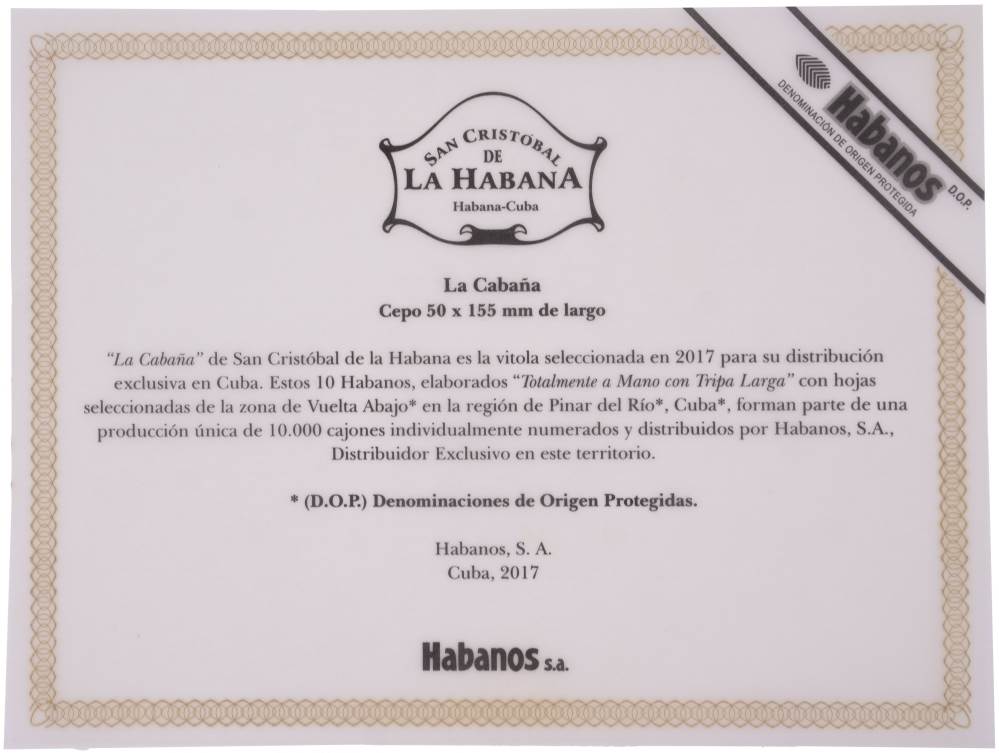 Habanos
DENOMINACIÓN DE ORIGEN PROTEGIDA
D.O.P.
SAN CRISTÓBAL
DE
LA HABANA
Habana-Cuba
La Cabaña
Cepo 50 x 155 mm de largo
“La Cabaña” de San Cristóbal de la Habana es la vitola seleccionada en 2017 para su distribución
exclusiva en Cuba. Estos 10 Habanos, elaborados “Totalmente a Mano con Tripa Larga” con hojas
seleccionadas de la zona de Vuelta Abajo* en la región de Pinar del Río*, Cuba*, forman parte de una
producción única de 10.000 cajones individualmente numerados y distribuidos por Habanos, S.A.,
Distribuidor Exclusivo en este territorio.
* (D.O.P.) Denominaciones de Origen Protegidas.
Habanos, S. A.
Cuba, 2017
Habanos s.a.